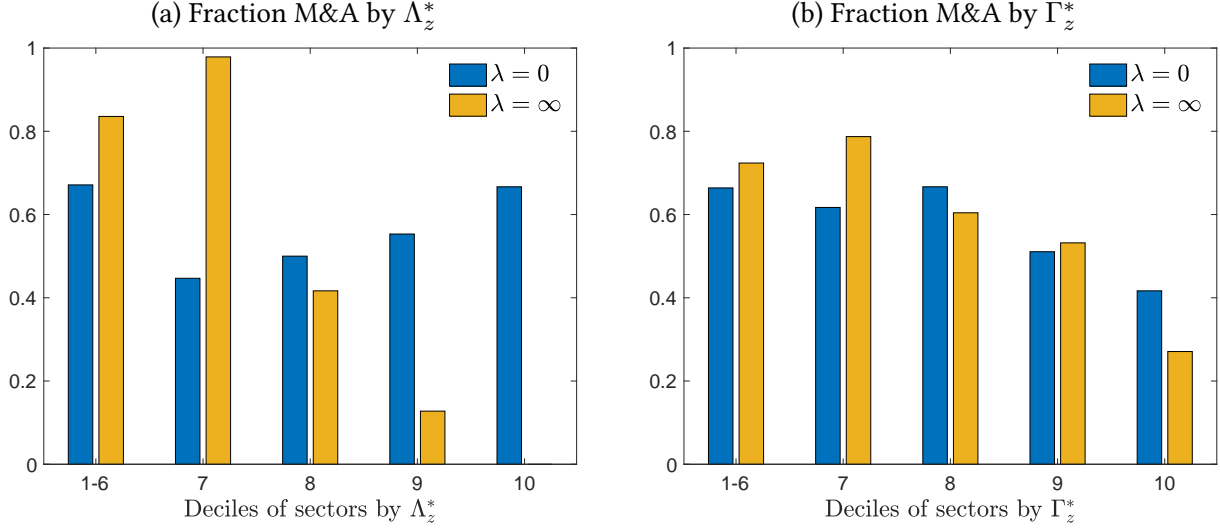 (a) Fraction M&A by Λ*z
1
0.8
0.6
0.4
0.2
0
λ = 0
λ = ∞
1-6 7 8 9 10
Deciles of sectors by Λ*z
(b) Fraction M&A by Γ*z
1
0.8
0.6
0.4
0.2
0
λ = 0
λ = ∞
1-6 7 8 9 10
Deciles of sectors by Γ*z